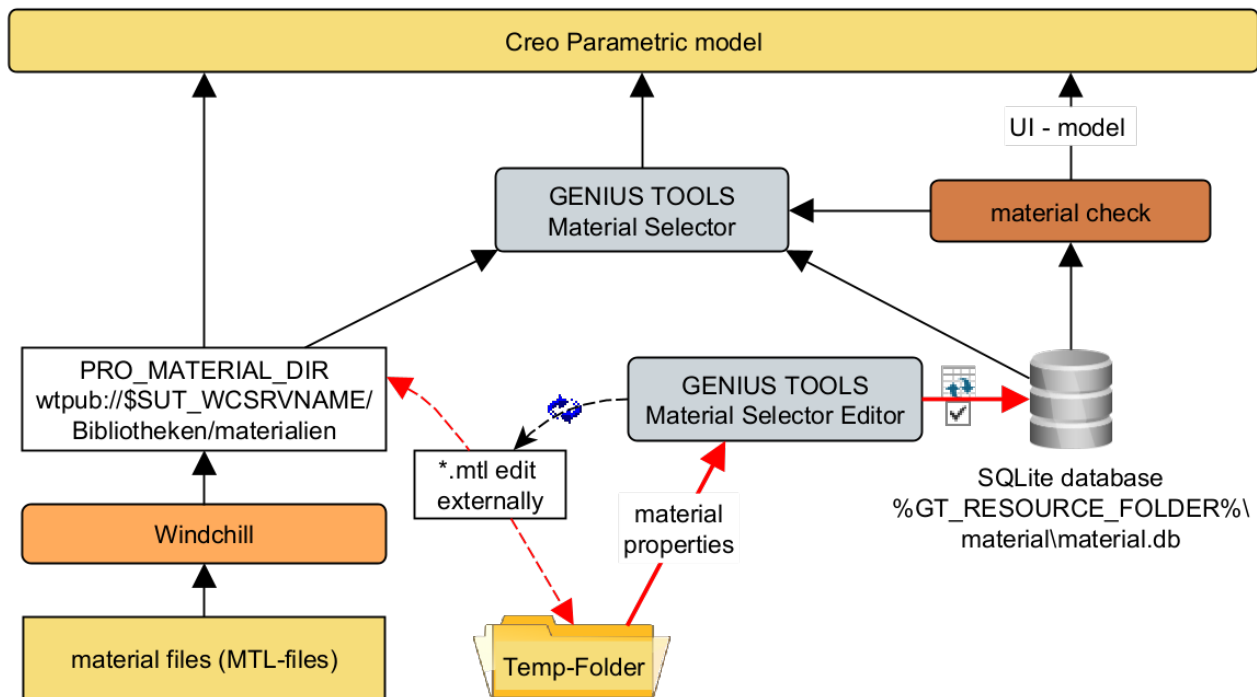 Creo Parametric model
UI - model
GENIUS TOOLS
Material Selector
material check
PRO_MATERIAL_DIR
wtpub://$SUT_WCSRVNAME/
Bibliotheken/materialien
GENIUS TOOLS
Material Selector Editor
*.mtl edit
externally
SQLite database
%GT_RESOURCE_FOLDER%\
material\material.db
material
properties
Windchill
material files (MTL-files)
Temp-Folder